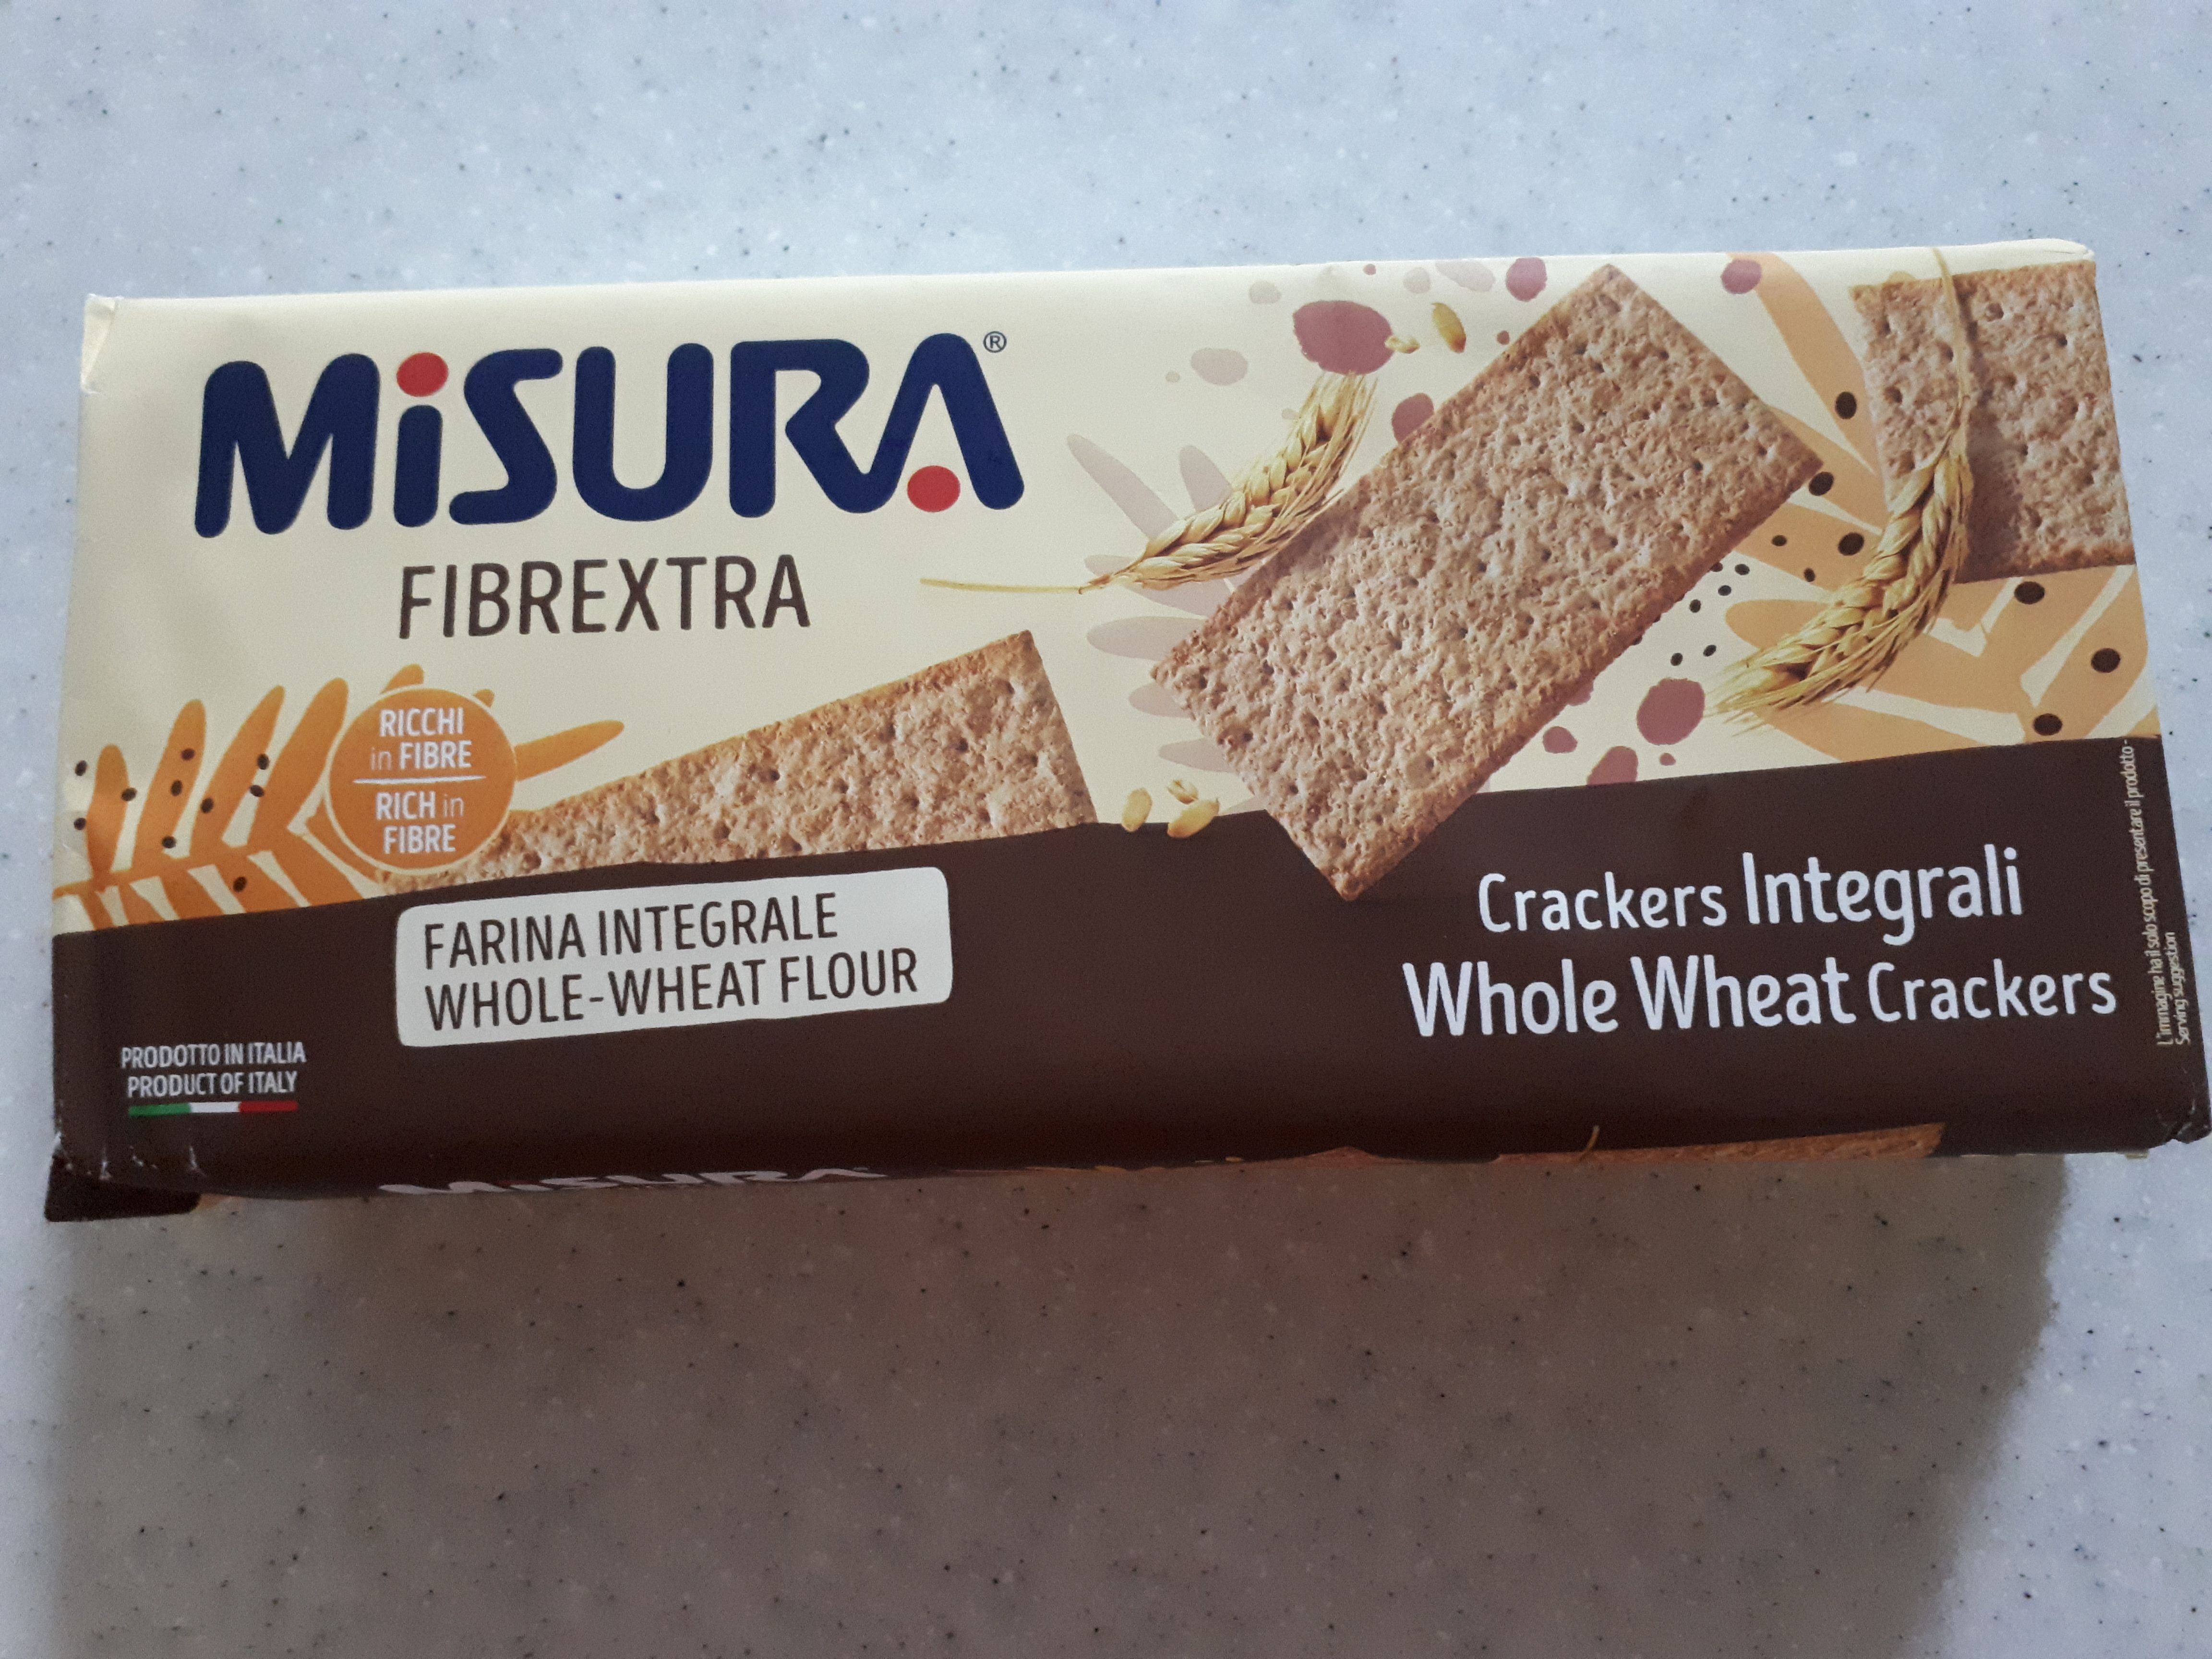 MiSURA®
FIBREXTRA
RICCHI
in FIBRE
RICH in
FIBRE
FARINA INTEGRALE
WHOLE-WHEAT FLOUR
PRODOTTO IN ITALIA
PRODUCT OF ITALY
Crackers Integrali
Whole Wheat Crackers
L'immagine ha il solo scopo di presentare il prodotto -
Serving suggestion
MISURA